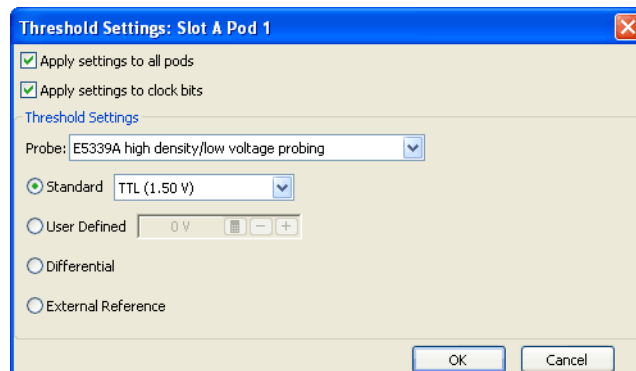 Threshold Settings: Slot A Pod 1
Apply settings to all pods
Apply settings to clock bits
Threshold Settings
Probe: E5339A high density/low voltage probing
Standard TTL (1.50 V)
User Defined 0 V
Differential
External Reference
OK Cancel